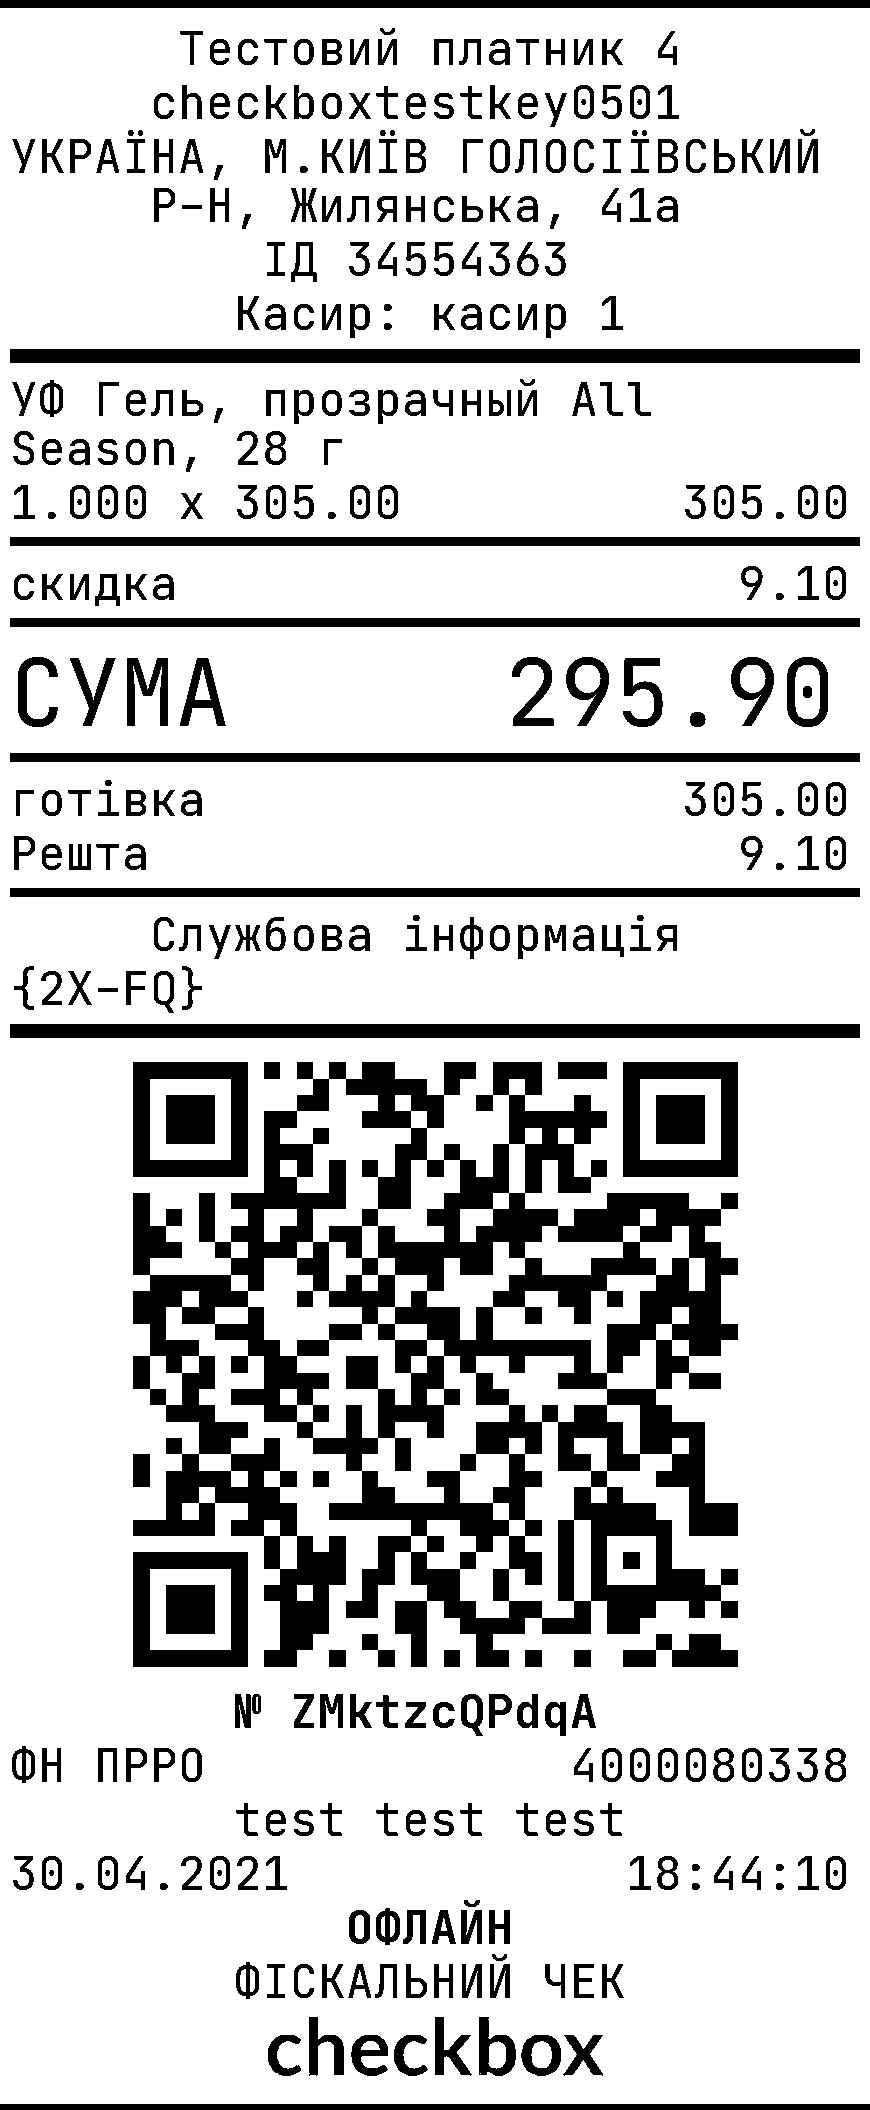 Тестовий платник 4
checkboxtestkey0501
УКРАЇНА, М.КИЇВ ГОЛОСІЇВСЬКИЙ
Р-Н, Жилянська, 41а
ІД 34554363
Касир: касир 1
УФ Гель, прозрачный All
Season, 28 г
1.000 x 305.00 305.00
скидка 9.10
СУМА 295.90
готівка 305.00
Решта 9.10
Службова інформація
{2X-FQ}
№ ZMktzcQPdqA
ФН ПРРО 4000080338
test test test
30.04.2021 18:44:10
ОФЛАЙН
ФІСКАЛЬНИЙ ЧЕК
checkbox